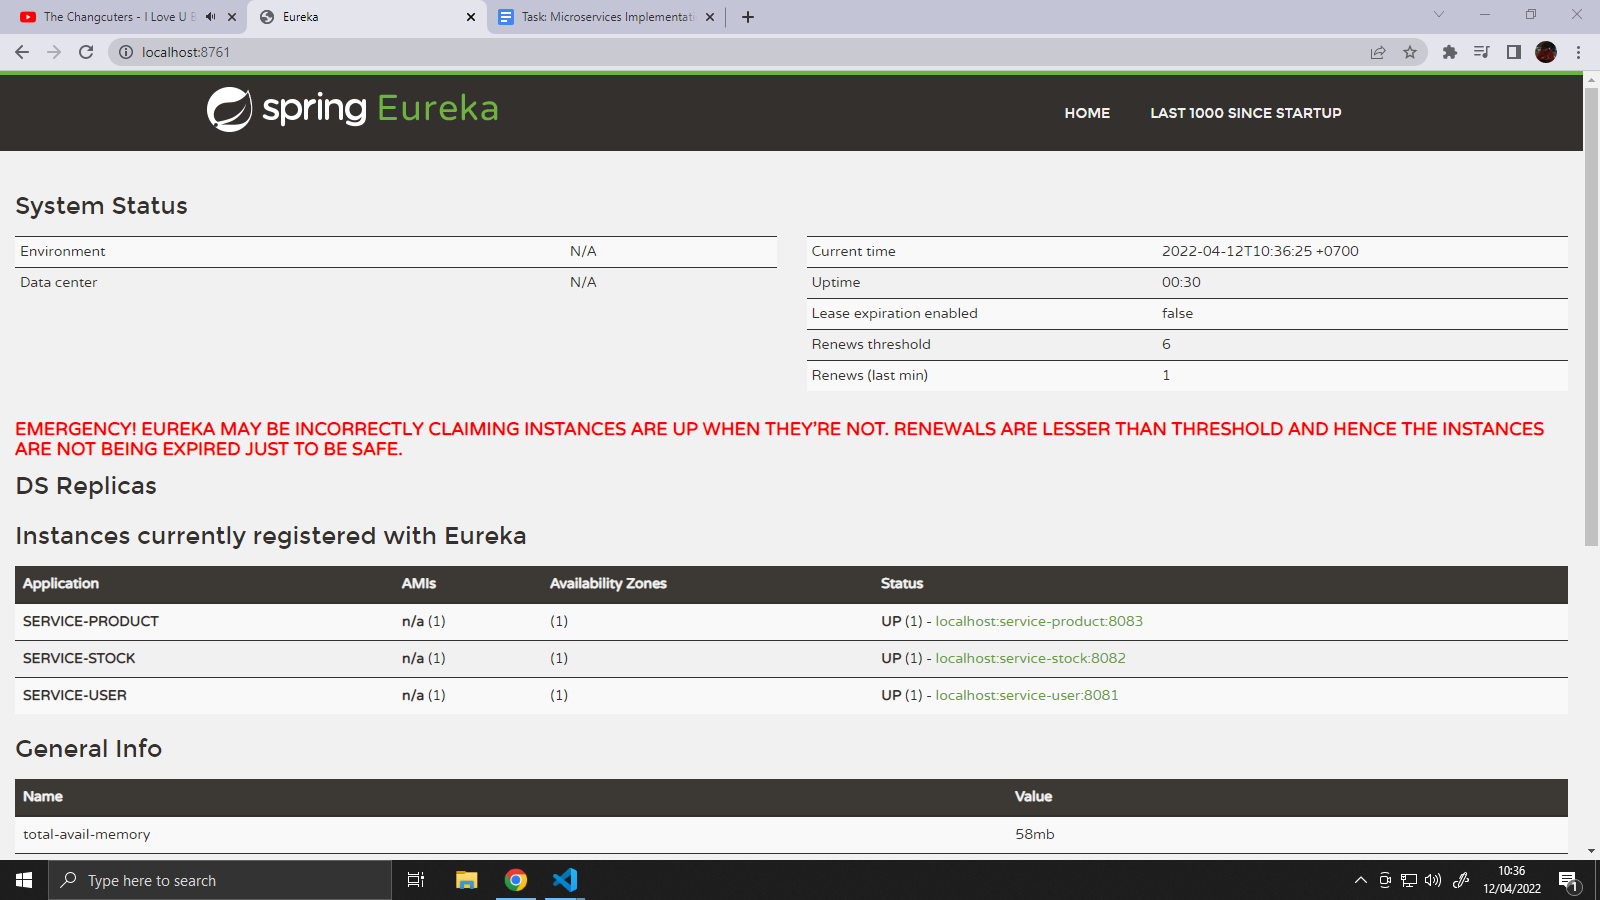 The Changcuters - I Love U B
Eureka
Task: Microservices Implementati
localhost:8761
spring Eureka
HOME
LAST 1000 SINCE STARTUP
System Status
Environment N/A
Data center N/A
Current time 2022-04-12T10:36:25 +0700
Uptime 00:30
Lease expiration enabled false
Renews threshold 6
Renews (last min) 1
EMERGENCY! EUREKA MAY BE INCORRECTLY CLAIMING INSTANCES ARE UP WHEN THEY'RE NOT. RENEWALS ARE LESSER THAN THRESHOLD AND HENCE THE INSTANCES
ARE NOT BEING EXPIRED JUST TO BE SAFE.
DS Replicas
Instances currently registered with Eureka
Application AMIs Availability Zones Status
SERVICE-PRODUCT n/a (1) (1) UP (1) - localhost:service-product:8083
SERVICE-STOCK n/a (1) (1) UP (1) - localhost:service-stock:8082
SERVICE-USER n/a (1) (1) UP (1) - localhost:service-user:8081
General Info
Name Value
total-avail-memory 58mb
Type here to search
10:36
12/04/2022
1